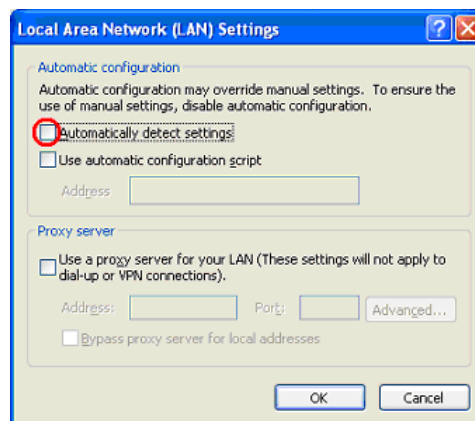 Local Area Network (LAN) Settings
Automatic configuration
Automatic configuration may override manual settings. To ensure the
use of manual settings, disable automatic configuration.
Automatically detect settings
Use automatic configuration script
Address
Proxy server
Use a proxy server for your LAN (These settings will not apply to
dial-up or VPN connections).
Address: Port: Advanced...
Bypass proxy server for local addresses
OK Cancel